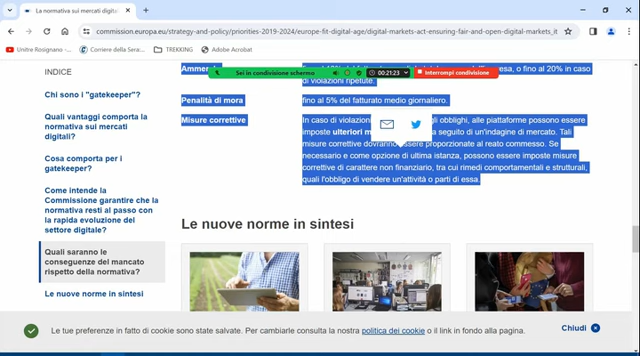 La normativa sui mercati digital
commission.europa.eu/strategy-and-policy/priorities-2019-2024/europe-fit-digital-age/digital-markets-act-ensuring-fair-and-open-digital-markets_it
Unitre Rosignano -...
Corriere della Sera...
TREKKING
Adobe Acrobat
Sei in condivisione schermo
00:21:23
Interrompi condivisione
INDICE
Chi sono i "gatekeeper"?
Quali vantaggi comporta la
normativa sui mercati
digitali?
Cosa comporta per i
gatekeeper?
Come intende la
Commissione garantire che la
normativa resti al passo con
la rapida evoluzione del
settore digitale?
Quali saranno le
conseguenze del mancato
rispetto della normativa?
Le nuove norme in sintesi
o fino al 20% in caso
di violazioni ripetute.
Penalità di mora
fino al 5% del fatturato medio giornaliero.
Misure correttive
In caso di violazion
gli obblighi, alle piattaforme possono essere
imposte ulteriori m
a seguito di un'indagine di mercato. Tali
misure correttive dovranno essere proporzionate al reato commesso. Se
necessario e come opzione di ultima istanza, possono essere imposte misure
correttive di carattere non finanziario, tra cui rimedi comportamentali e strutturali,
quali l'obbligo di vendere un'attività o parti di essa.
Le nuove norme in sintesi
Le tue preferenze in fatto di cookie sono state salvate. Per cambiarle consulta la nostra politica dei cookie o il link in fondo alla pagina.
Chiudi